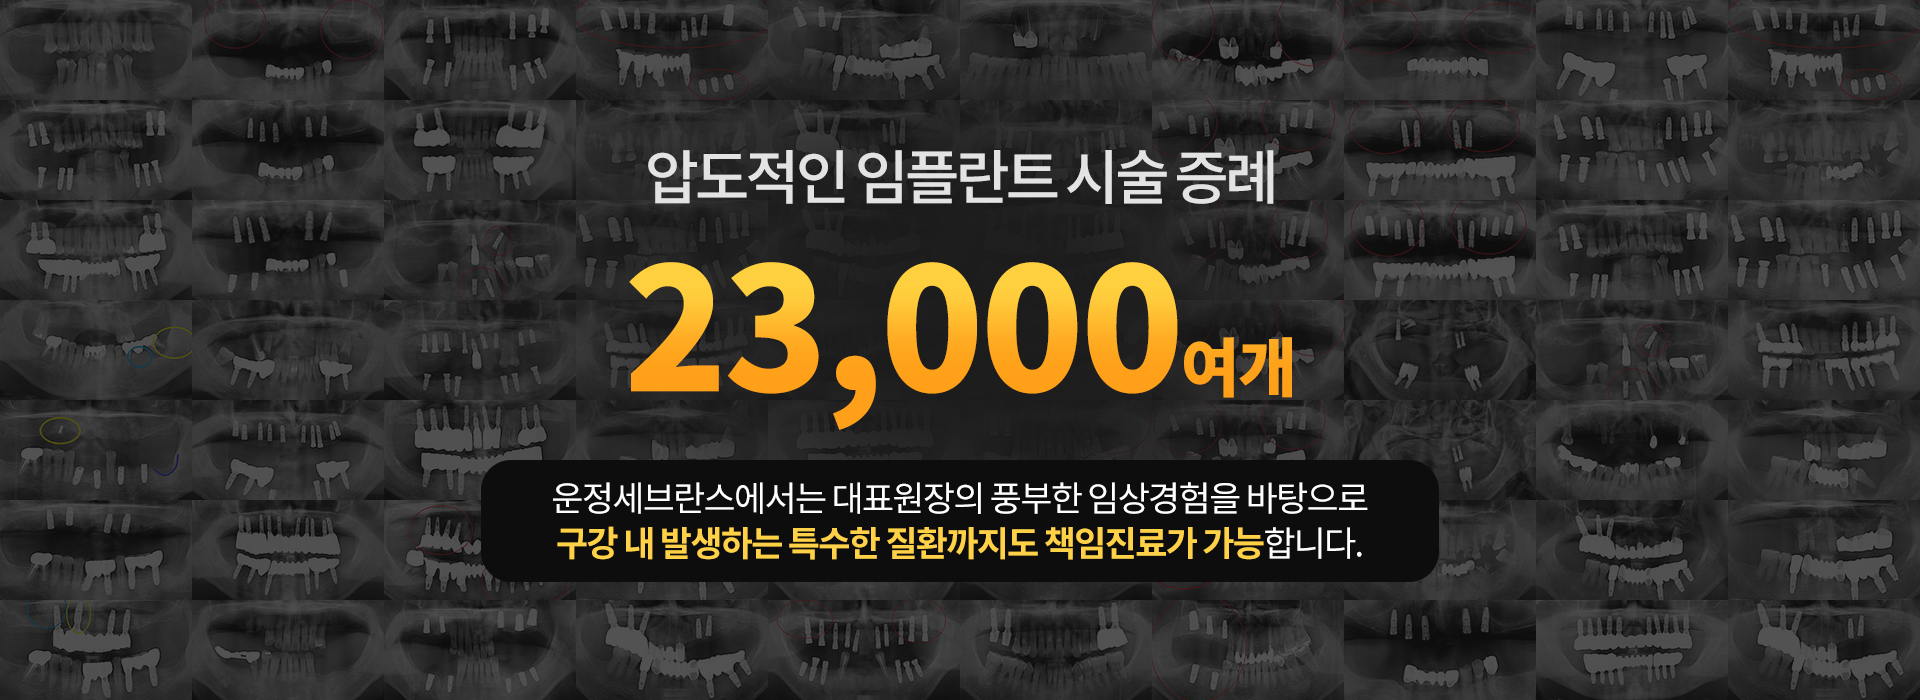 압도적인 임플란트 시술 증례
23,000여개
운정세브란스에서는 대표원장의 풍부한 임상경험을 바탕으로
구강 내 발생하는 특수한 질환까지도 책임진료가 가능합니다.